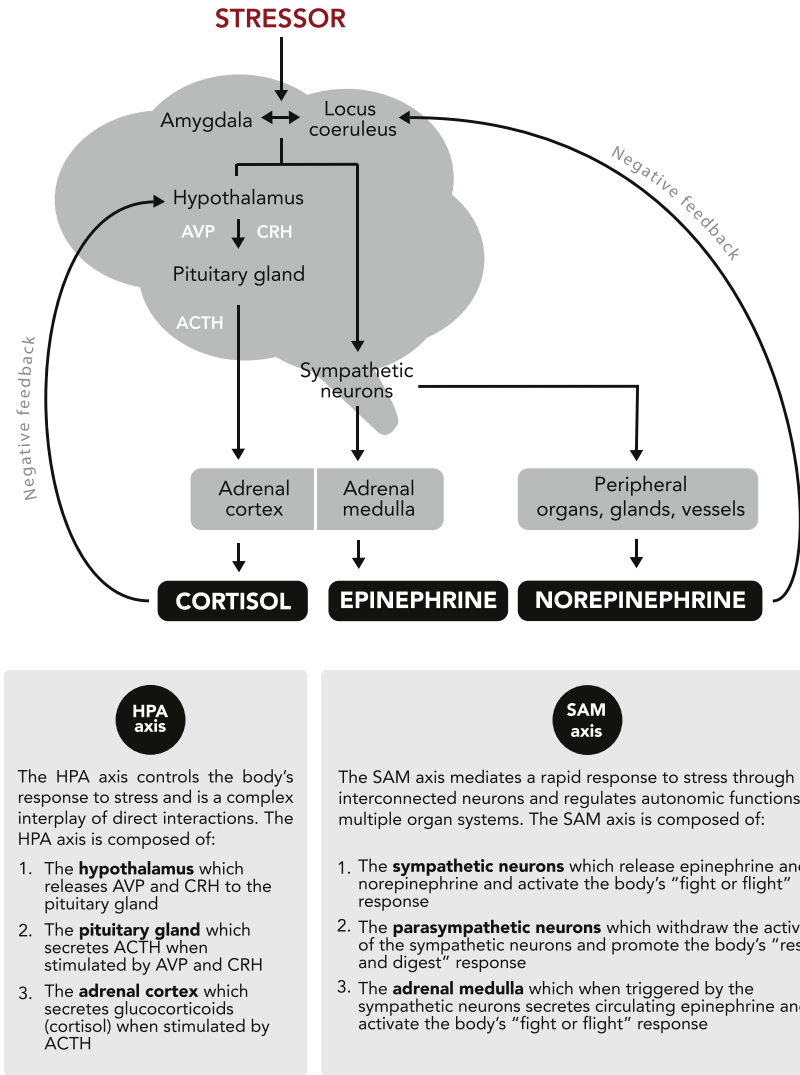 STRESSOR
Amygdala
Locus
coeruleus
Negative feedback
Hypothalamus
AVP
CRH
Pituitary gland
ACTH
Negative feedback
Sympathetic
neurons
Adrenal
cortex
Adrenal
medulla
Peripheral
organs, glands, vessels
CORTISOL
EPINEPHRINE
NOREPINEPHRINE
HPA
axis
The HPA axis controls the body’s
response to stress and is a complex
interplay of direct interactions. The
HPA axis is composed of:
1. The hypothalamus which
releases AVP and CRH to the
pituitary gland
2. The pituitary gland which
secretes ACTH when
stimulated by AVP and CRH
3. The adrenal cortex which
secretes glucocorticoids
(cortisol) when stimulated by
ACTH
SAM
axis
The SAM axis mediates a rapid response to stress through
interconnected neurons and regulates autonomic functions
multiple organ systems. The SAM axis is composed of:
1. The sympathetic neurons which release epinephrine and
norepinephrine and activate the body’s “fight or flight”
response
2. The parasympathetic neurons which withdraw the activ
of the sympathetic neurons and promote the body’s “res
and digest” response
3. The adrenal medulla which when triggered by the
sympathetic neurons secretes circulating epinephrine and
activate the body’s “fight or flight” response